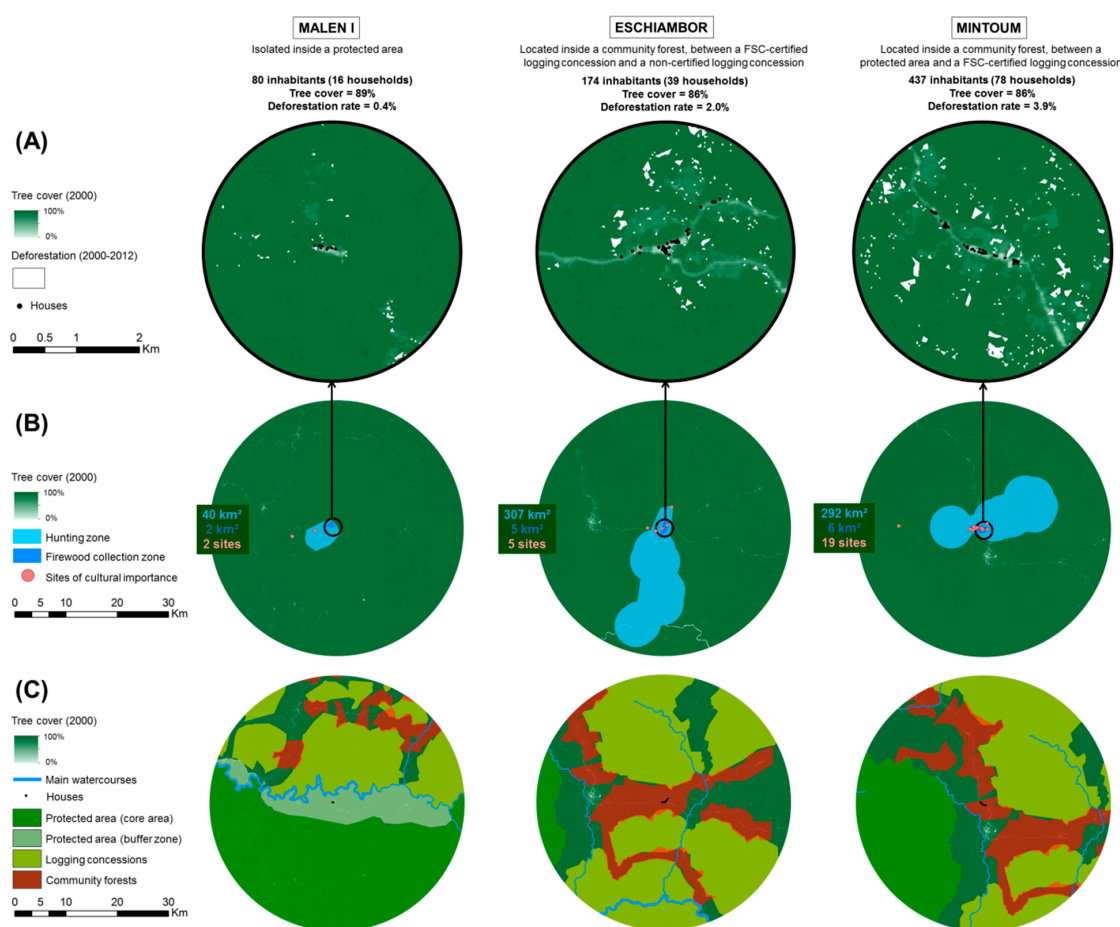 MALEN I
Isolated inside a protected area
80 inhabitants (16 households)
Tree cover = 89%
Deforestation rate = 0.4%
ESCHIAMBOR
Located inside a community forest, between a FSC-certified
logging concession and a non-certified logging concession
174 inhabitants (39 households)
Tree cover = 86%
Deforestation rate = 2.0%
MINTOUM
Located inside a community forest, between a
protected area and a FSC-certified logging concession
437 inhabitants (78 households)
Tree cover = 86%
Deforestation rate = 3.9%
(A)
Tree cover (2000)
100%
0%
Deforestation (2000-2012)
Houses
0 0.5 1 2
Km
(B)
Tree cover (2000)
100%
0%
Hunting zone
Firewood collection zone
Sites of cultural importance
0 5 10 20 30
Km
40 km²
2 km²
2 sites
307 km²
5 km²
5 sites
292 km²
6 km²
19 sites
(C)
Tree cover (2000)
100%
0%
Main watercourses
Houses
Protected area (core area)
Protected area (buffer zone)
Logging concessions
Community forests
0 5 10 20 30
Km